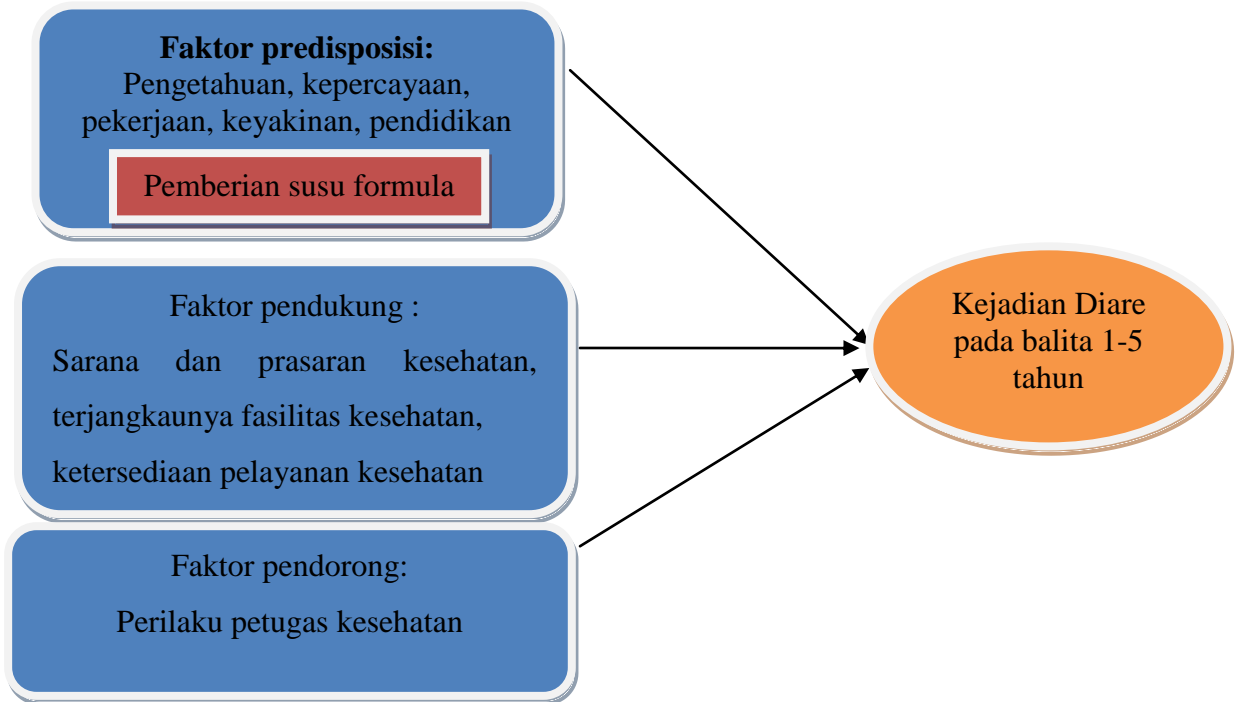 Faktor predisposisi:
Pengetahuan, kepercayaan,
pekerjaan, keyakinan, pendidikan
Pemberian susu formula
Faktor pendukung :
Sarana dan prasaran kesehatan,
terjangkaunya fasilitas kesehatan,
ketersediaan pelayanan kesehatan
Faktor pendorong:
Perilaku petugas kesehatan
Kejadian Diare
pada balita 1-5
tahun